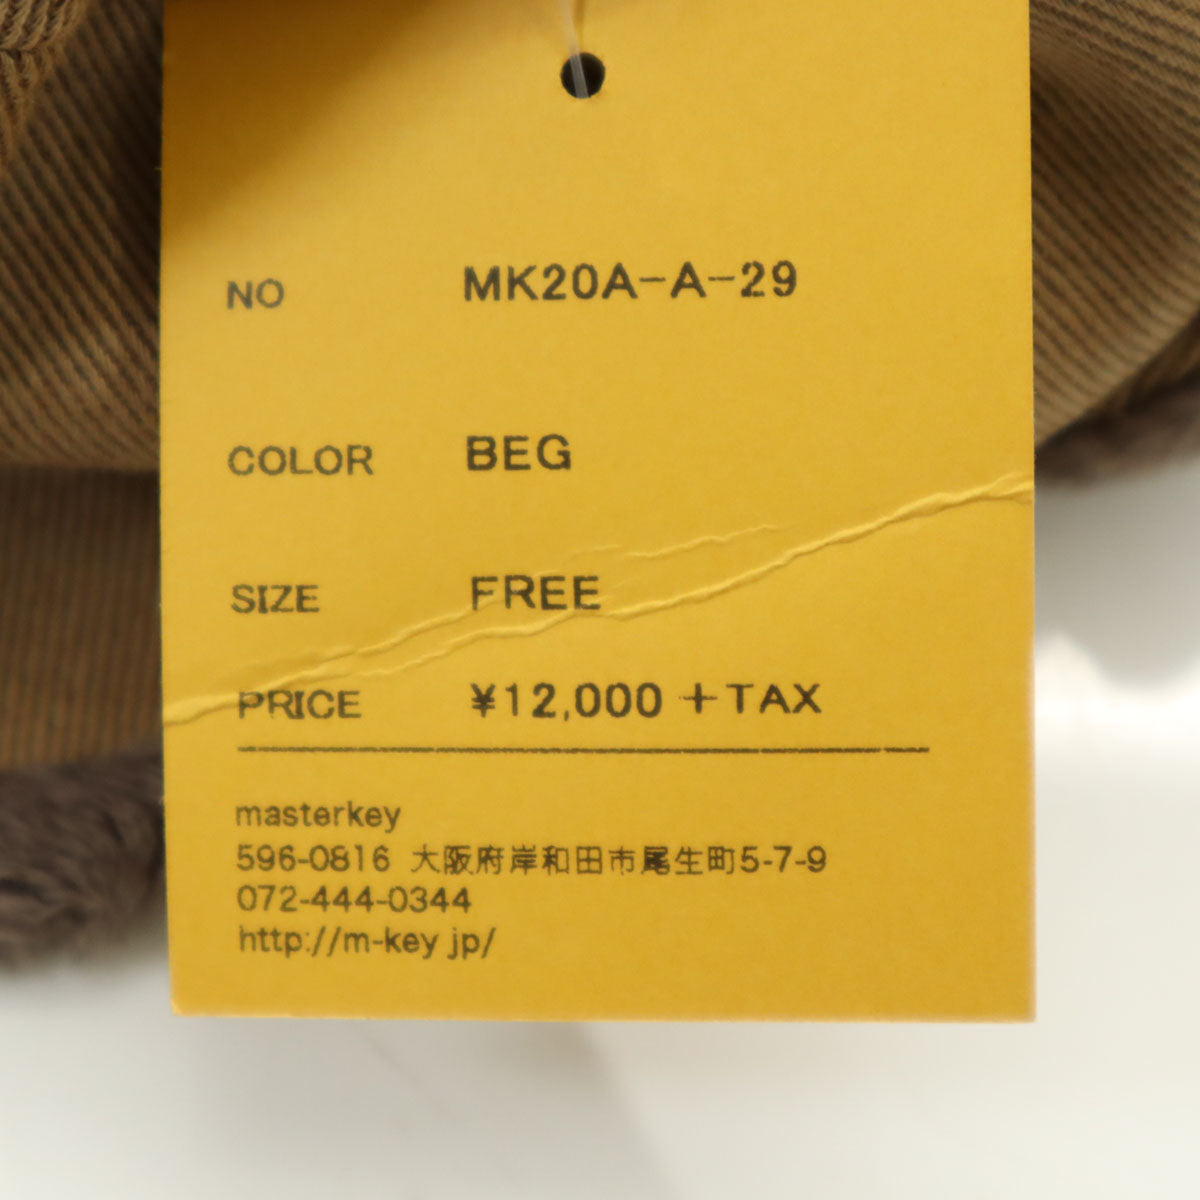 NO MK20A-A-29
COLOR BEG
SIZE FREE
PRICE ¥12,000 +TAX
masterkey
596-0816 大阪府岸和田市尾生町5-7-9
072-444-0344
http://m-key jp/